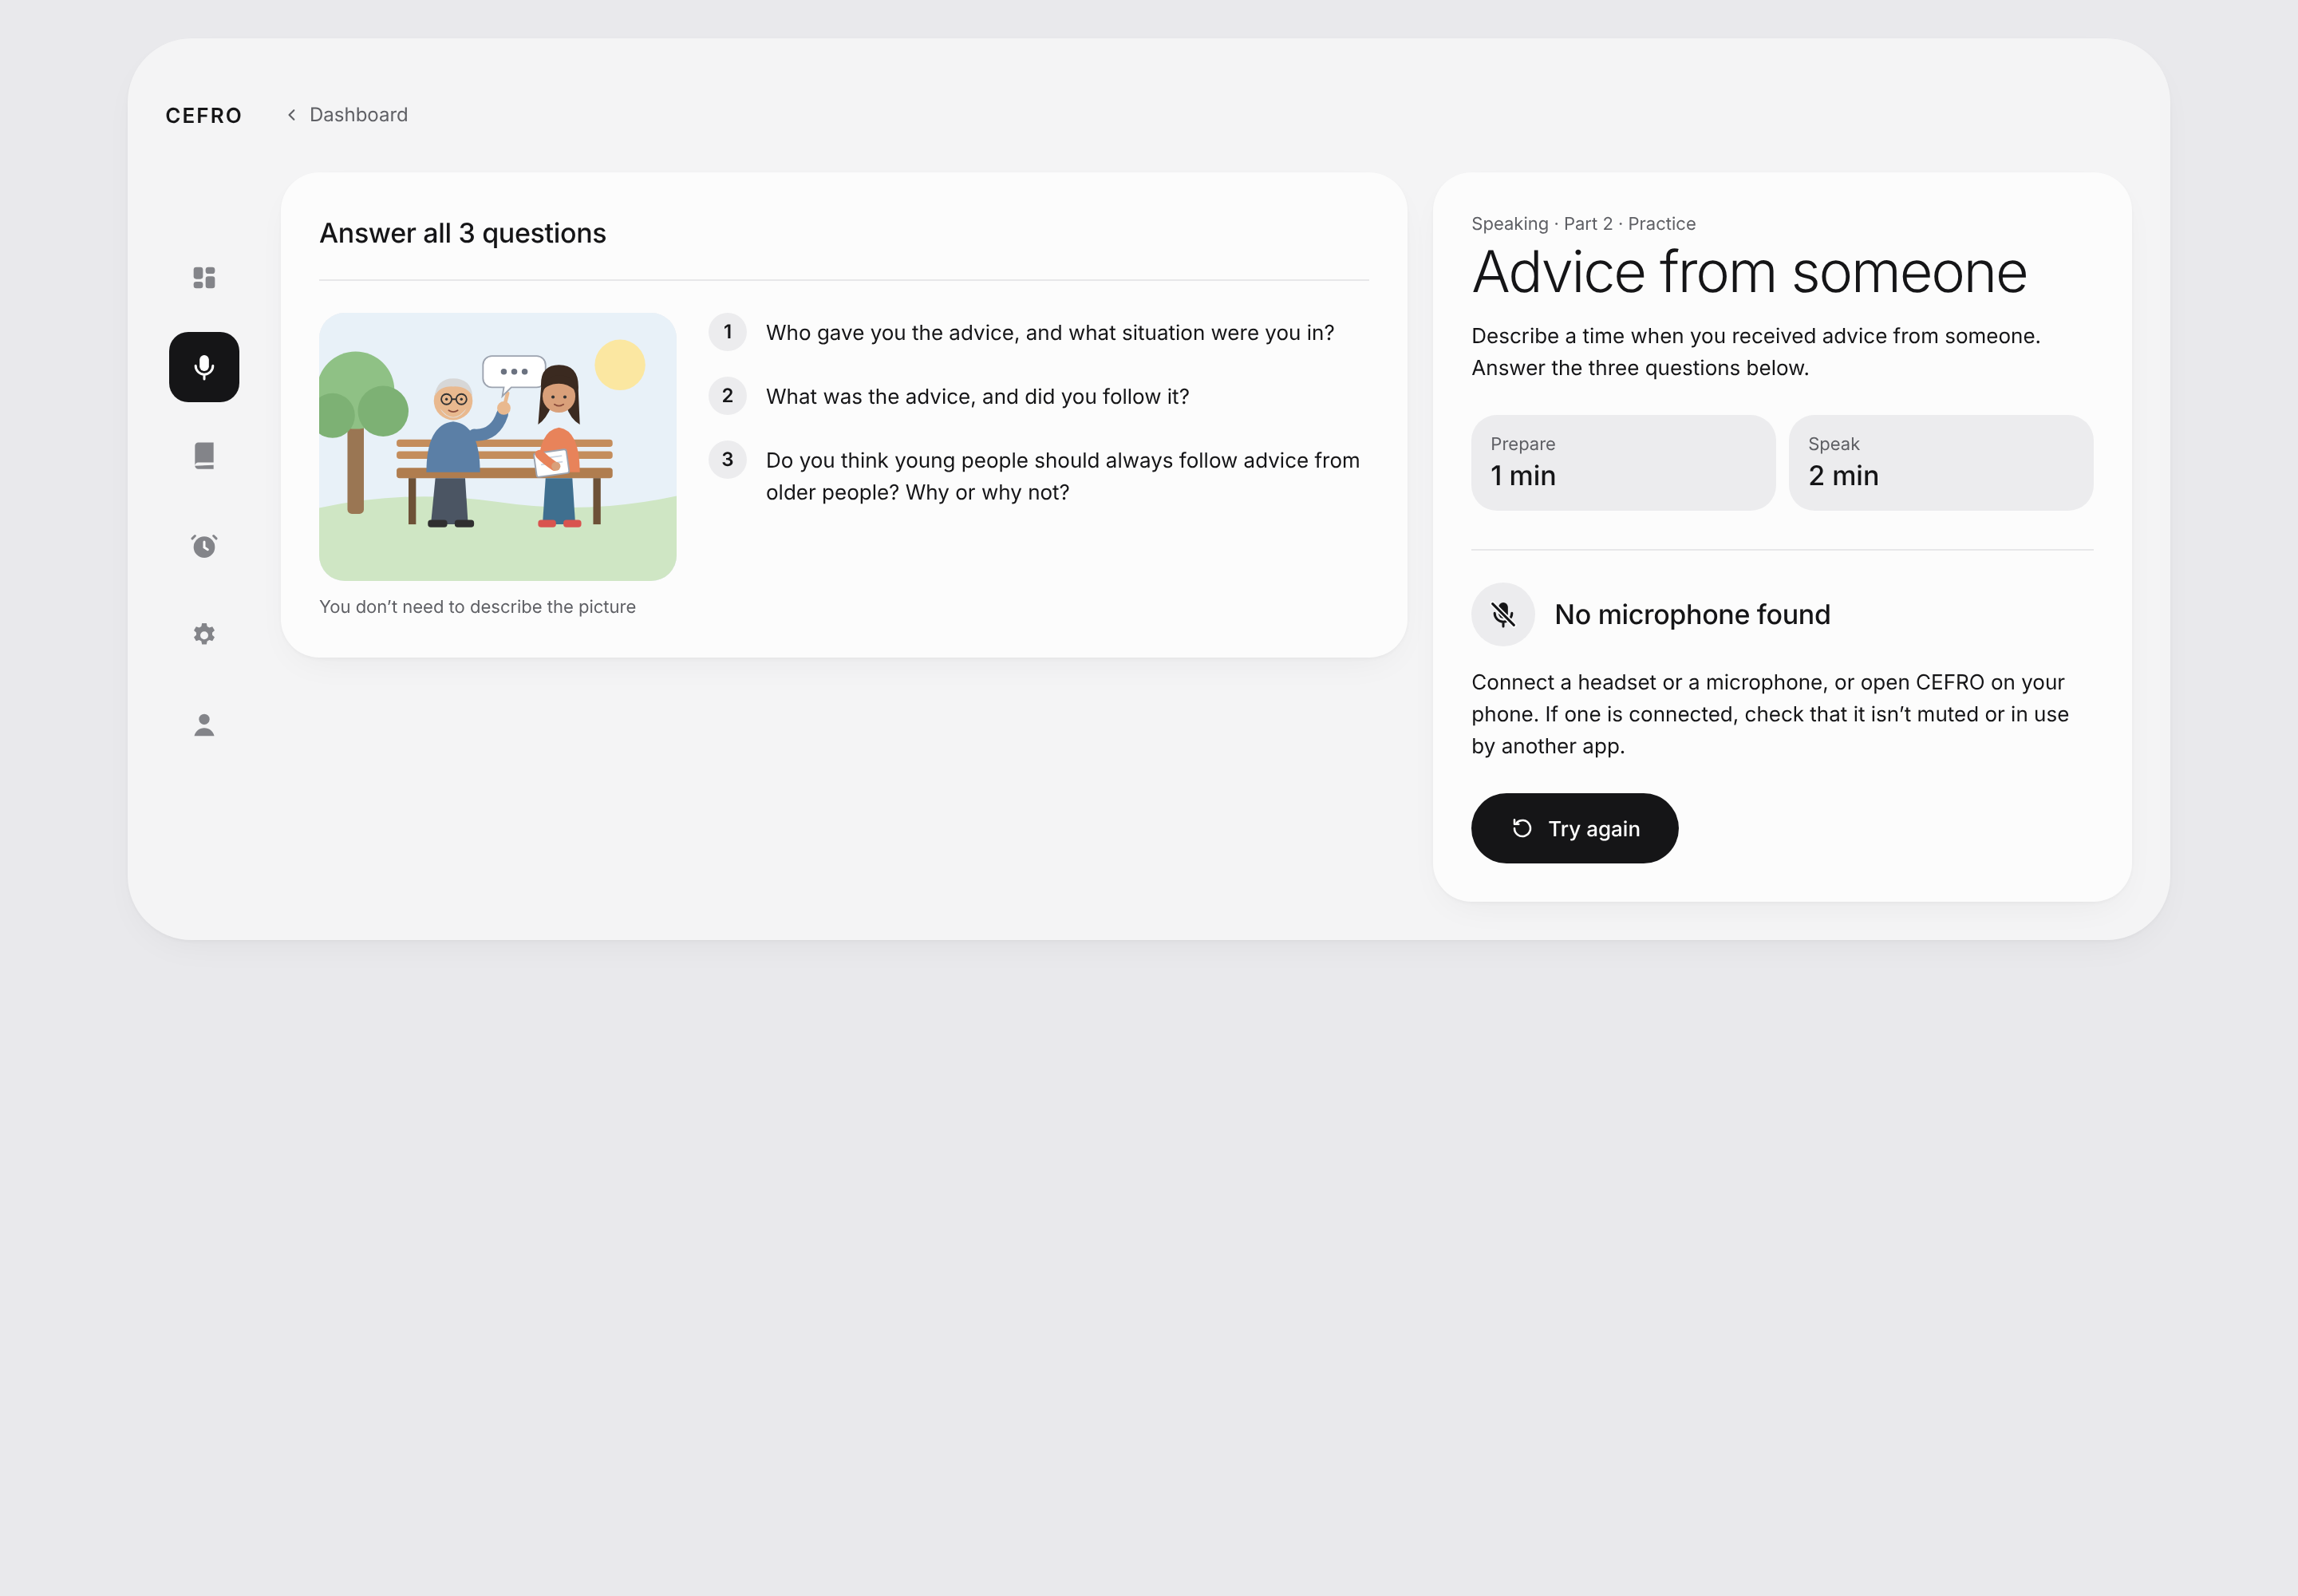 CEFRO
Dashboard
Answer all 3 questions
1 Who gave you the advice, and what situation were you in?
2 What was the advice, and did you follow it?
3 Do you think young people should always follow advice from
older people? Why or why not?
You don’t need to describe the picture
Speaking · Part 2 · Practice
Advice from someone
Describe a time when you received advice from someone.
Answer the three questions below.
Prepare
1 min
Speak
2 min
No microphone found
Connect a headset or a microphone, or open CEFRO on your
phone. If one is connected, check that it isn’t muted or in use
by another app.
Try again